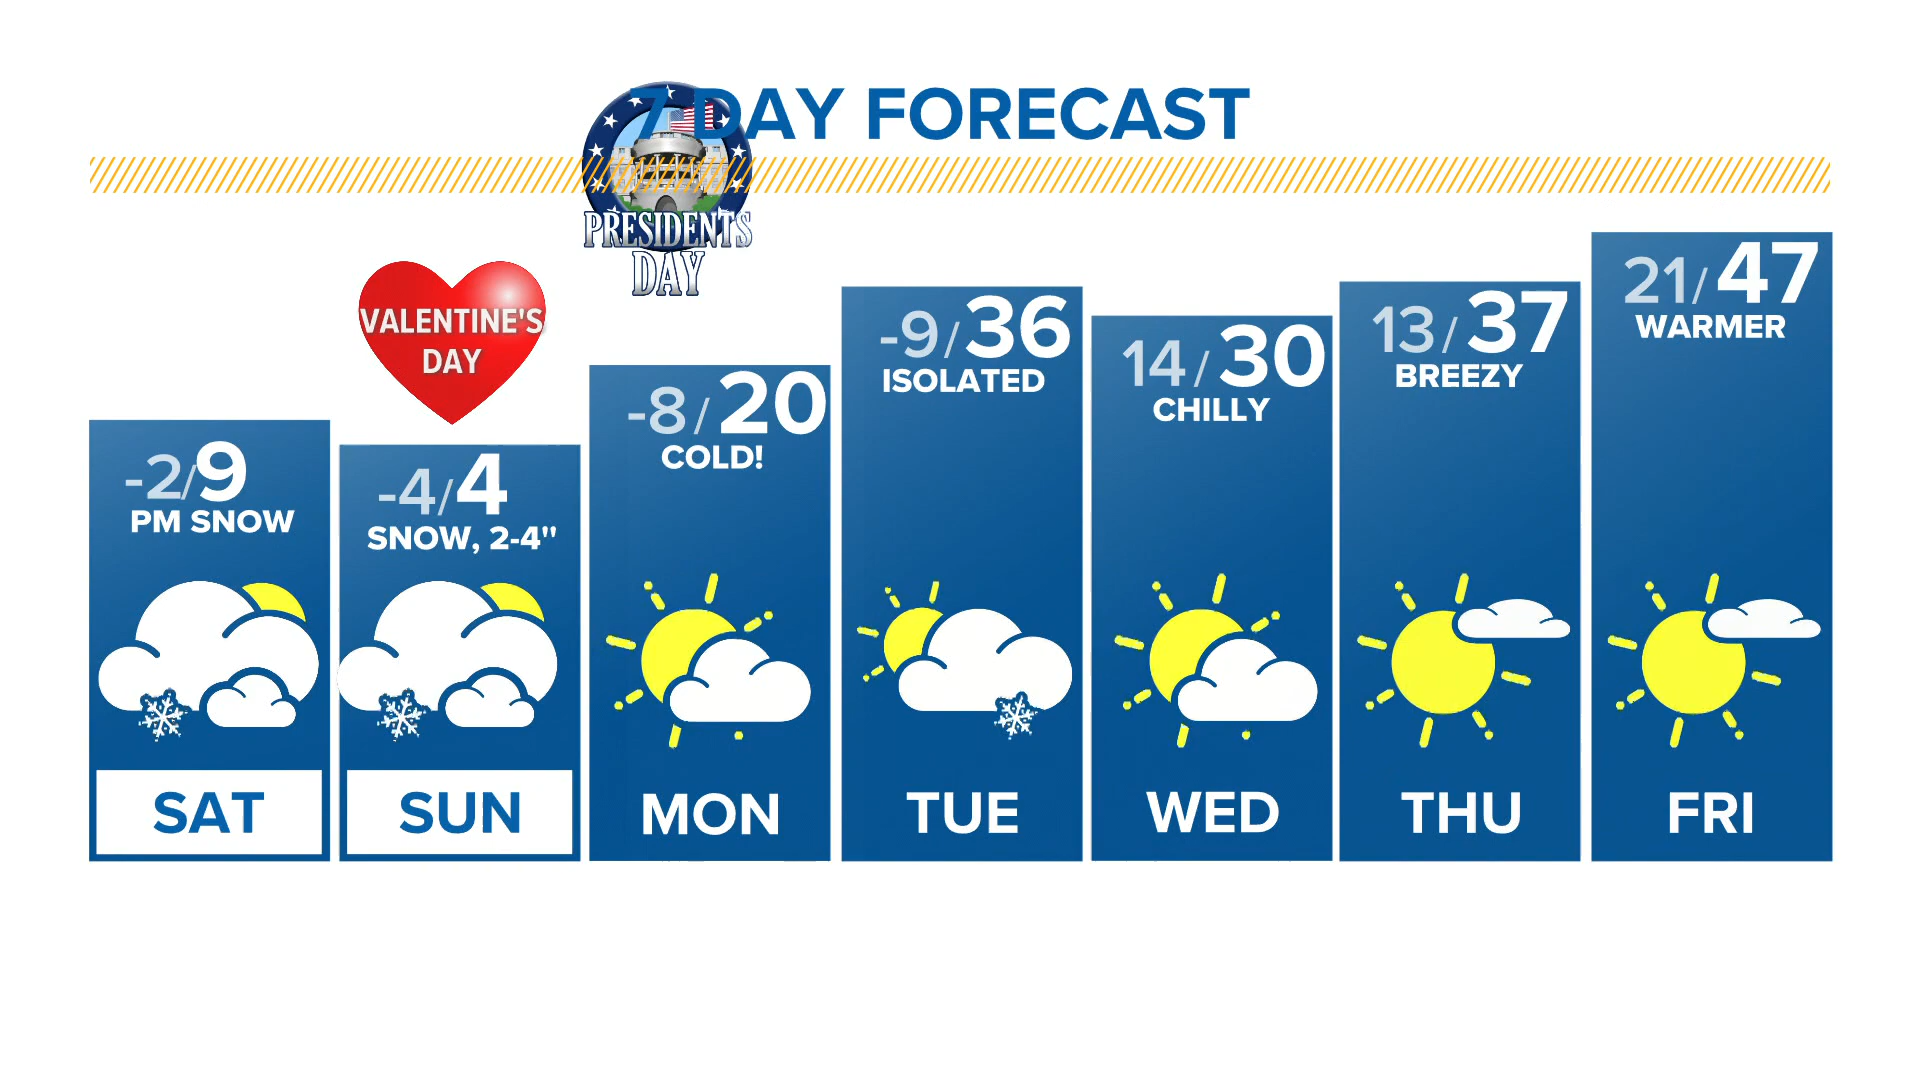 7 DAY FORECAST
PRESIDENTS
DAY
VALENTINE'S
DAY
-2/9
PM SNOW
SAT
-4/4
SNOW, 2-4"
SUN
-8/20
COLD!
MON
-9/36
ISOLATED
TUE
14/30
CHILLY
WED
13/37
BREEZY
THU
21/47
WARMER
FRI